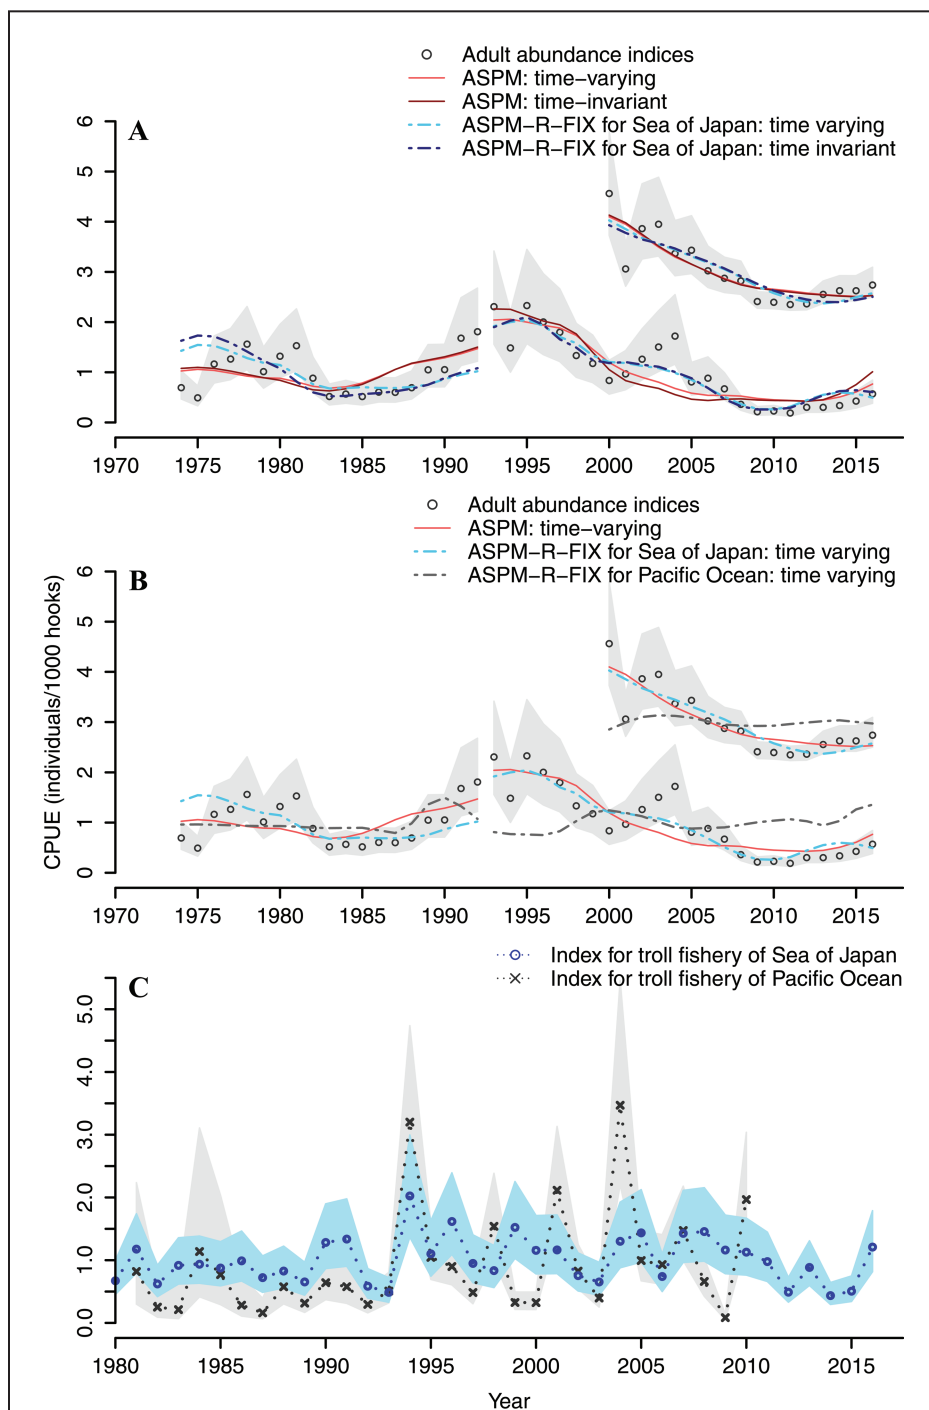 Adult abundance indices
ASPM: time−varying
ASPM: time−invariant
ASPM−R−FIX for Sea of Japan: time varying
ASPM−R−FIX for Sea of Japan: time invariant
A
6
5
4
3
2
1
0
1970 1975 1980 1985 1990 1995 2000 2005 2010 2015
Adult abundance indices
ASPM: time−varying
ASPM−R−FIX for Sea of Japan: time varying
ASPM−R−FIX for Pacific Ocean: time varying
B
6
5
4
3
2
1
0
CPUE (individuals/1000 hooks)
1970 1975 1980 1985 1990 1995 2000 2005 2010 2015
Index for troll fishery of Sea of Japan
Index for troll fishery of Pacific Ocean
C
5.0
4.0
3.0
2.0
1.0
0.0
1980 1985 1990 1995 2000 2005 2010 2015
Year